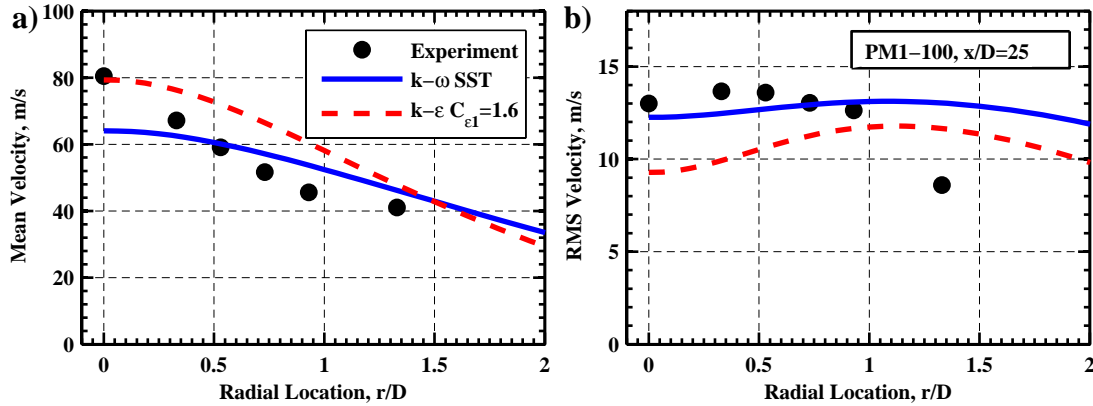 a)
Mean Velocity, m/s
100
80
60
40
20
0
0 0.5 1 1.5 2
Radial Location, r/D
Experiment
k−ω SST
k−ε C_ε1=1.6
b)
RMS Velocity, m/s
15
10
5
0
0 0.5 1 1.5 2
Radial Location, r/D
PM1−100, x/D=25